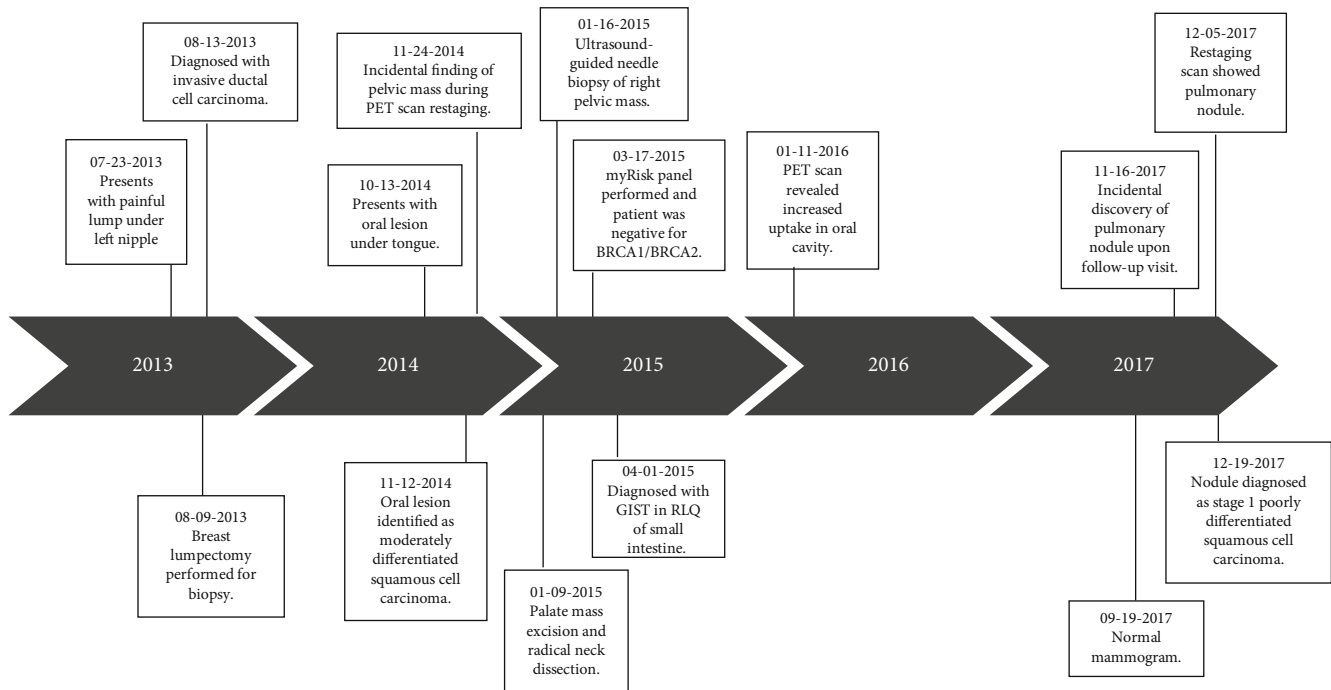 08-13-2013
Diagnosed with
invasive ductal
cell carcinoma.
11-24-2014
Incidental finding of
pelvic mass during
PET scan restaging.
01-16-2015
Ultrasound-
guided needle
biopsy of right
pelvic mass.
12-05-2017
Restaging
scan showed
pulmonary
nodule.
07-23-2013
Presents
with painful
lump under
left nipple
10-13-2014
Presents with
oral lesion
under tongue.
03-17-2015
myRisk panel
performed and
patient was
negative for
BRCA1/BRCA2.
01-11-2016
PET scan
revealed
increased
uptake in oral
cavity.
11-16-2017
Incidental
discovery of
pulmonary
nodule upon
follow-up visit.
2013
2014
2015
2016
2017
08-09-2013
Breast
lumpectomy
performed for
biopsy.
11-12-2014
Oral lesion
identified as
moderately
differentiated
squamous cell
carcinoma.
01-09-2015
Palate mass
excision and
radical neck
dissection.
04-01-2015
Diagnosed with
GIST in RLQ
of small
intestine.
09-19-2017
Normal
mammogram.
12-19-2017
Nodule diagnosed
as stage 1 poorly
differentiated
squamous cell
carcinoma.